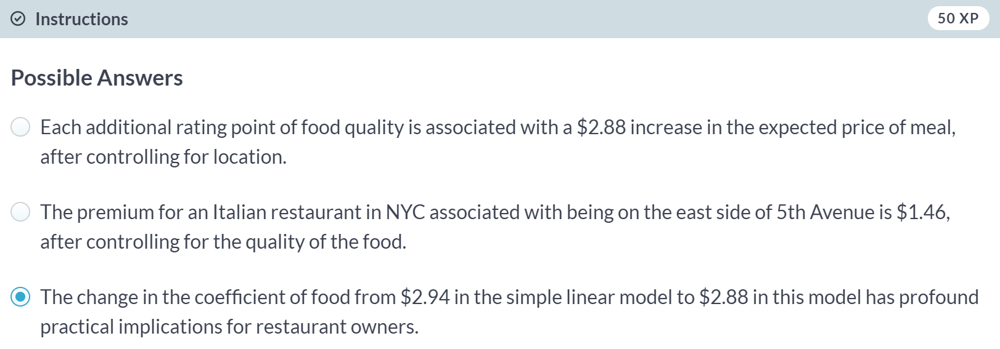 Instructions
50 XP
Possible Answers
Each additional rating point of food quality is associated with a $2.88 increase in the expected price of meal,
after controlling for location.
The premium for an Italian restaurant in NYC associated with being on the east side of 5th Avenue is $1.46,
after controlling for the quality of the food.
The change in the coefficient of food from $2.94 in the simple linear model to $2.88 in this model has profound
practical implications for restaurant owners.